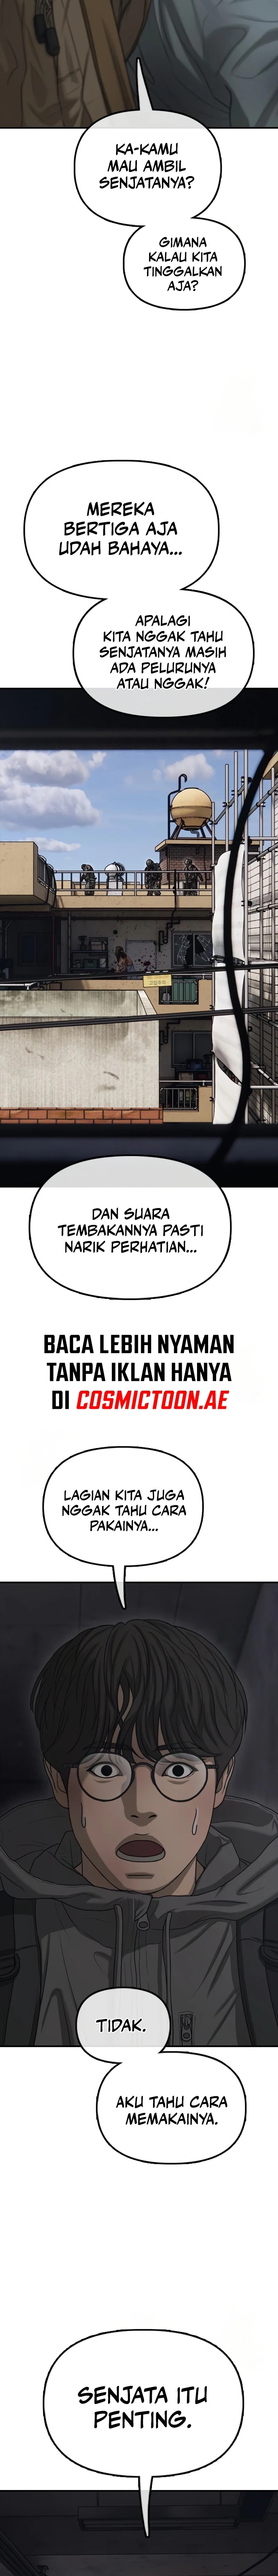 KA-KAMU
MAU AMBIL
SENJATANYA?
GIMANA
KALAU KITA
TINGGALKAN
AJA?
MEREKA
BERTIGA AJA
UDAH BAHAYA...
APALAGI
KITA NGGAK TAHU
SENJATANYA MASIH
ADA PELURUNYA
ATAU NGGAK!
DAN SUARA
TEMBAKANNYA PASTI
NARIK PERHATIAN...
BACA LEBIH NYAMAN
TANPA IKLAN HANYA
DI COSMICTOON.AE
LAGIAN KITA JUGA
NGGAK TAHU CARA
PAKAINYA...
TIDAK.
AKU TAHU CARA
MEMAKAINYA.
SENJATA ITU
PENTING.